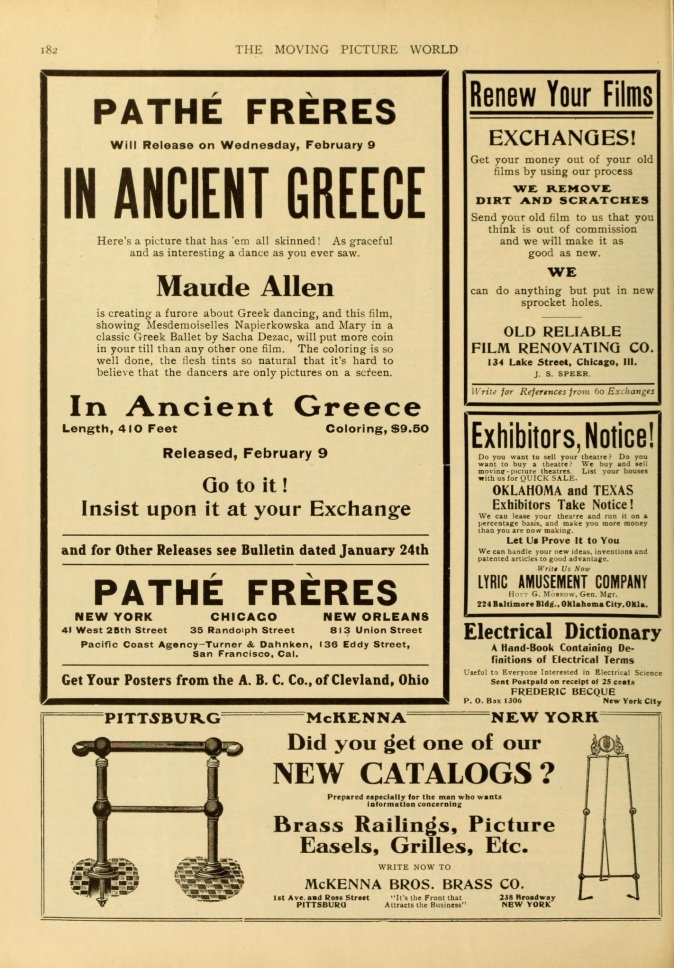 182
THE MOVING PICTURE WORLD
PATHÉ FRÈRES
Will Release on Wednesday, February 9
IN ANCIENT GREECE
Here's a picture that has 'em all skinned! As graceful
and as interesting a dance as you ever saw.
Maude Allen
is creating a furore about Greek dancing, and this film,
showing Mesdemoiselles Napierkowska and Mary in a
classic Greek Ballet by Sacha Dezac, will put more coin
in your till than any other one film. The coloring is so
well done, the flesh tints so natural that it's hard to
believe that the dancers are only pictures on a screen.
In Ancient Greece
Length, 410 Feet Coloring, $9.50
Released, February 9
Go to it!
Insist upon it at your Exchange
and for Other Releases see Bulletin dated January 24th
PATHÉ FRÈRES
NEW YORK CHICAGO NEW ORLEANS
41 West 25th Street 35 Randolph Street 813 Union Street
Pacific Coast Agency—Turner & Dahnken, 136 Eddy Street,
San Francisco, Cal.
Get Your Posters from the A. B. C. Co., of Clevland, Ohio
Renew Your Films
EXCHANGES!
Get your money out of your old
films by using our process
WE REMOVE
DIRT AND SCRATCHES
Send your old film to us that you
think is out of commission
and we will make it as
good as new.
WE
can do anything but put in new
sprocket holes.
OLD RELIABLE
FILM RENOVATING CO.
134 Lake Street, Chicago, Ill.
J. S. SPEER.
Write for References from 60 Exchanges
Exhibitors, Notice!
Do you want to sell your theatre? Do you
want to buy a theatre? We buy and sell
moving-picture theatres. List your houses
with us for QUICK SALE.
OKLAHOMA and TEXAS
Exhibitors Take Notice!
We can lease your theatre and run it on a
percentage basis, and make you more money
than you are now making.
Let Us Prove It to You
We can handle your new ideas, inventions and
patented articles to good advantage.
Write Us Now
LYRIC AMUSEMENT COMPANY
HOYT G. MORROW, Gen. Mgr.
224 Baltimore Bldg., Oklahoma City, Okla.
Electrical Dictionary
A Hand-Book Containing De-
finitions of Electrical Terms
Useful to Everyone Interested in Electrical Science
Sent Postpaid on receipt of 25 cents
FREDERIC BECQUE
P. O. Box 1306 New York City
PITTSBURG McKENNA NEW YORK
Did you get one of our
NEW CATALOGS?
Prepared especially for the man who wants
information concerning
Brass Railings, Picture
Easels, Grilles, Etc.
WRITE NOW TO
McKENNA BROS. BRASS CO.
1st Ave. and Ross Street "It's the Front that 238 Broadway
PITTSBURG Attracts the Business" NEW YORK